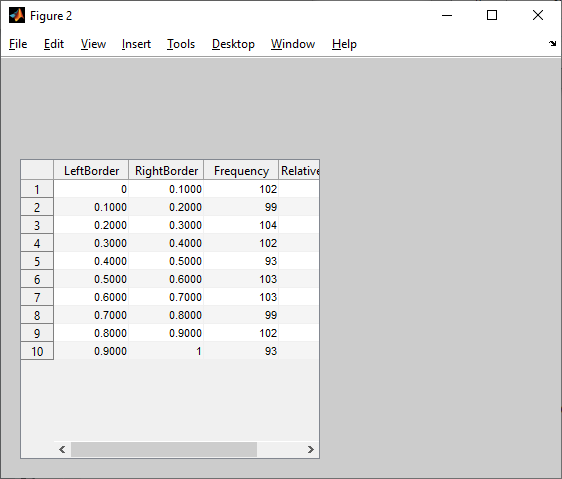 Figure 2
File Edit View Insert Tools Desktop Window Help
LeftBorder RightBorder Frequency Relative
1 0 0.1000 102
2 0.1000 0.2000 99
3 0.2000 0.3000 104
4 0.3000 0.4000 102
5 0.4000 0.5000 93
6 0.5000 0.6000 103
7 0.6000 0.7000 103
8 0.7000 0.8000 99
9 0.8000 0.9000 102
10 0.9000 1 93